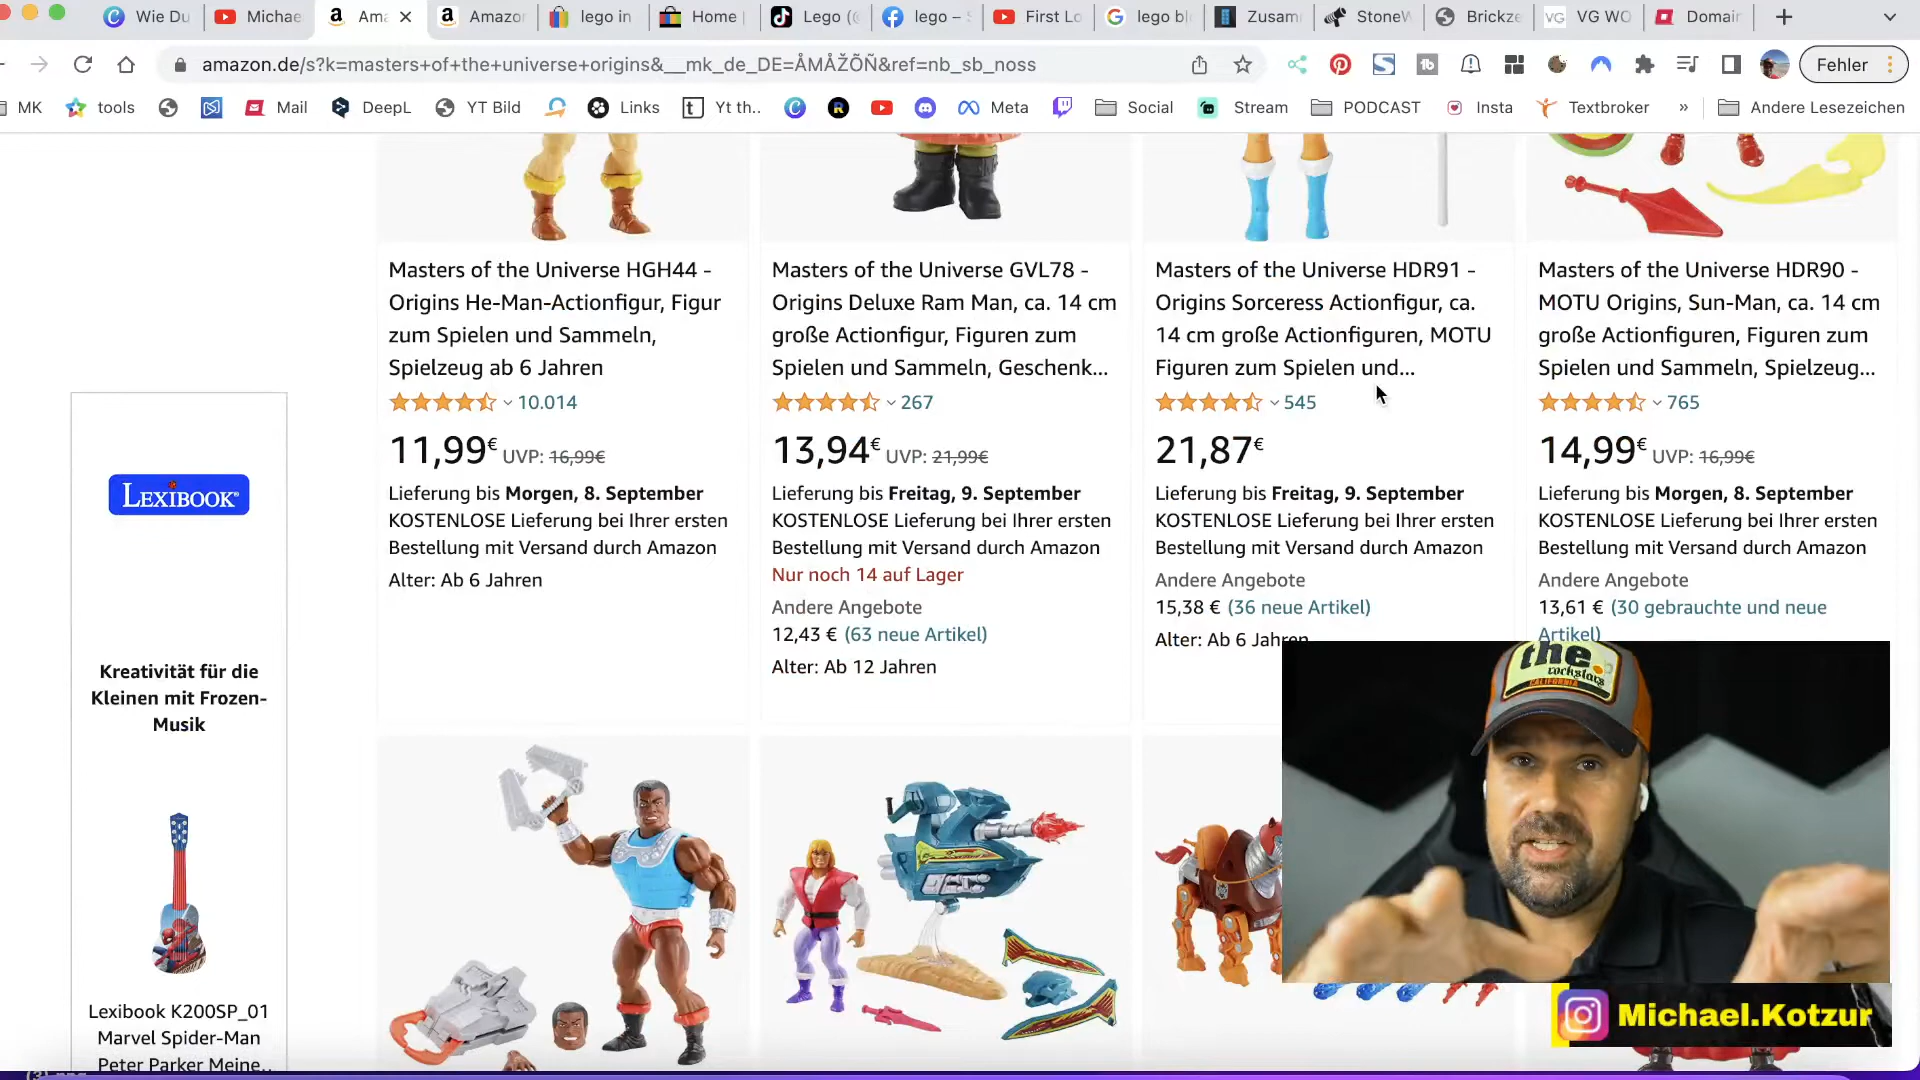 Wie Du
Michae
Ama
Amazon
lego in
Home
Lego (@
lego –
First Lo
lego bl
Zusam
StoneW
Brickze
VG WO
Domain
amazon.de/s?k=masters+of+the+universe+origins&__mk_de_DE=ÅMÅŽÕÑ&ref=nb_sb_noss
Fehler
MK
tools
Mail
DeepL
YT Bild
Links
Yt th..
Meta
Social
Stream
PODCAST
Insta
Textbroker
»
Andere Lesezeichen
Masters of the Universe HGH44 -
Origins He-Man-Actionfigur, Figur
zum Spielen und Sammeln,
Spielzeug ab 6 Jahren
10.014
11,99€ UVP: 16,99€
Lieferung bis Morgen, 8. September
KOSTENLOSE Lieferung bei Ihrer ersten
Bestellung mit Versand durch Amazon
Alter: Ab 6 Jahren
Masters of the Universe GVL78 -
Origins Deluxe Ram Man, ca. 14 cm
große Actionfigur, Figuren zum
Spielen und Sammeln, Geschenk...
267
13,94€ UVP: 21,99€
Lieferung bis Freitag, 9. September
KOSTENLOSE Lieferung bei Ihrer ersten
Bestellung mit Versand durch Amazon
Nur noch 14 auf Lager
Andere Angebote
12,43 € (63 neue Artikel)
Alter: Ab 12 Jahren
Masters of the Universe HDR91 -
Origins Sorceress Actionfigur, ca.
14 cm große Actionfiguren, MOTU
Figuren zum Spielen und...
545
21,87€
Lieferung bis Freitag, 9. September
KOSTENLOSE Lieferung bei Ihrer ersten
Bestellung mit Versand durch Amazon
Andere Angebote
15,38 € (36 neue Artikel)
Alter: Ab 6 Jahren
Masters of the Universe HDR90 -
MOTU Origins, Sun-Man, ca. 14 cm
große Actionfiguren, Figuren zum
Spielen und Sammeln, Spielzeug...
765
14,99€ UVP: 16,99€
Lieferung bis Morgen, 8. September
KOSTENLOSE Lieferung bei Ihrer ersten
Bestellung mit Versand durch Amazon
Andere Angebote
13,61 € (30 gebrauchte und neue
Artikel)
LEXIBOOK
Kreativität für die
Kleinen mit Frozen-
Musik
Lexibook K200SP_01
Marvel Spider-Man
Peter Parker Meine..
the.
rockstars
CALIFORNIA
Michael.Kotzur